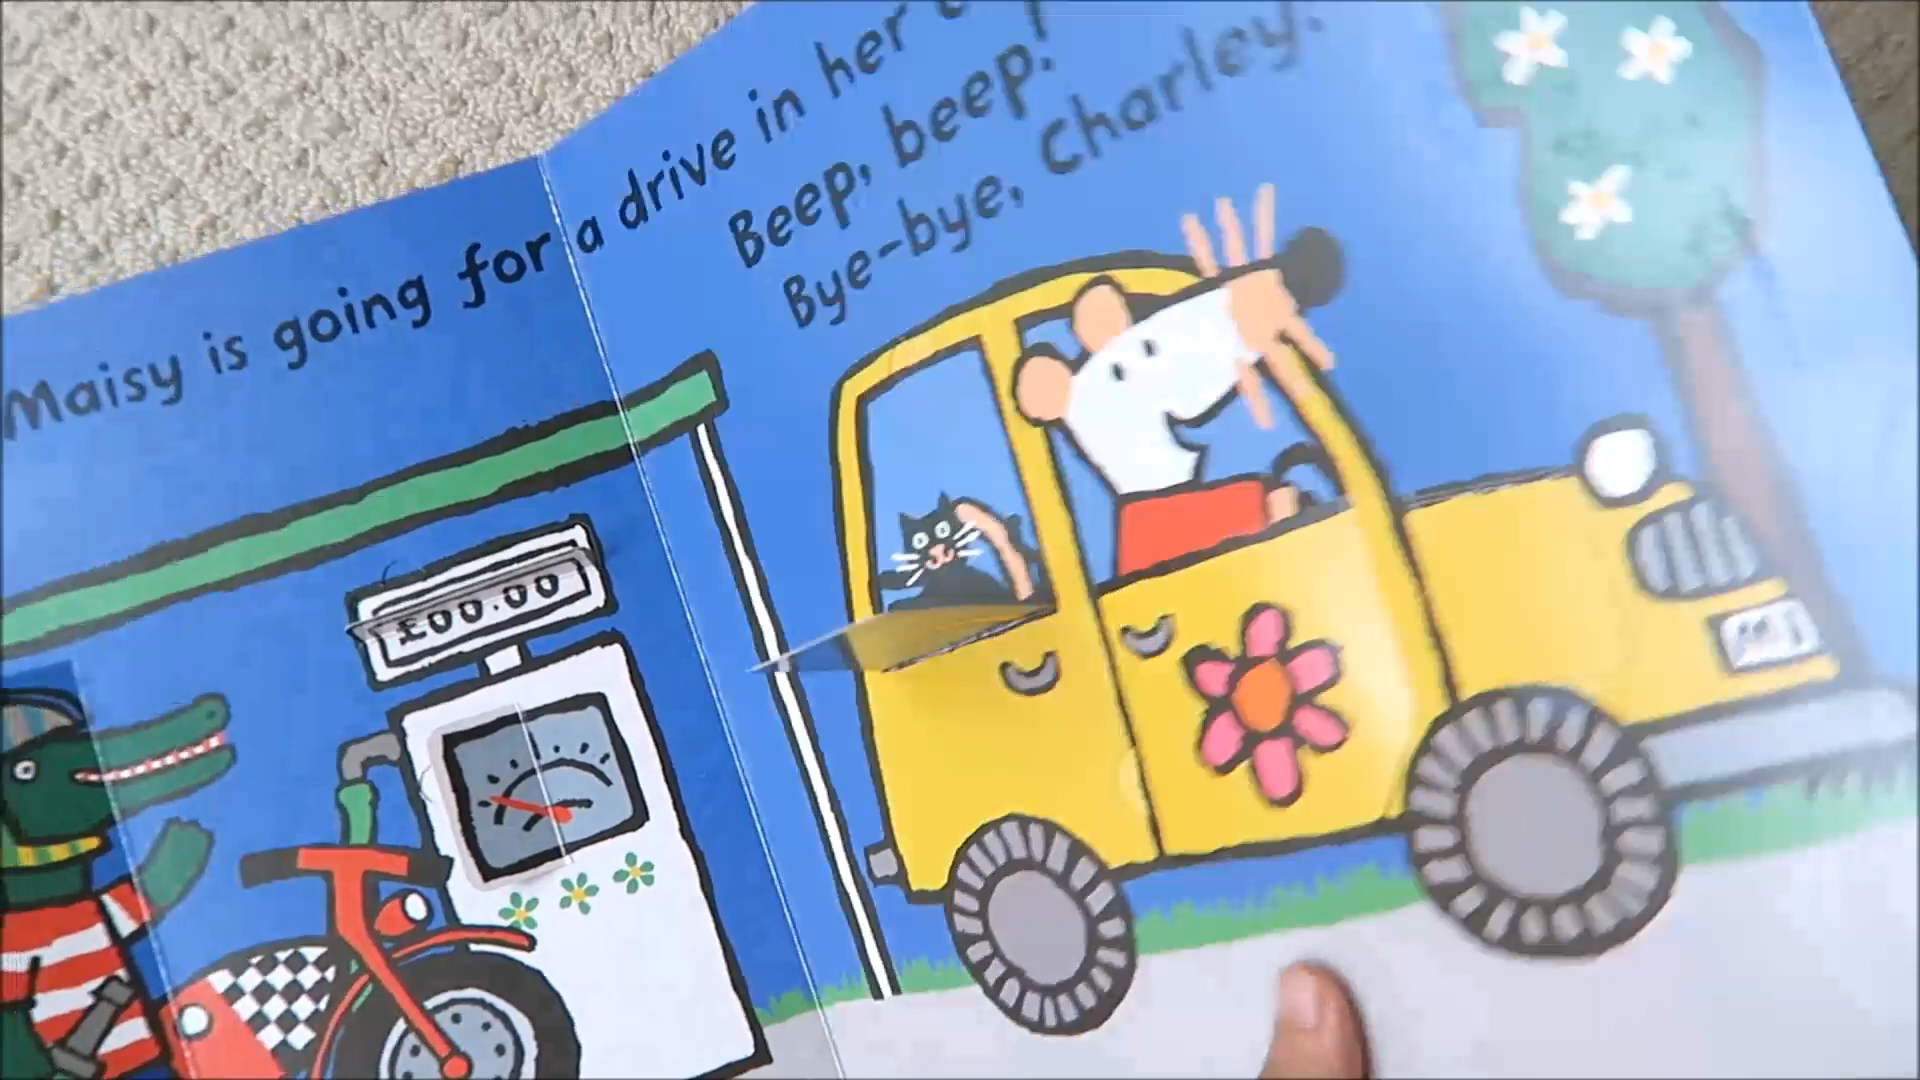 Maisy is going for a drive in her
Beep, beep!
Bye-bye, Charley.
£00.00